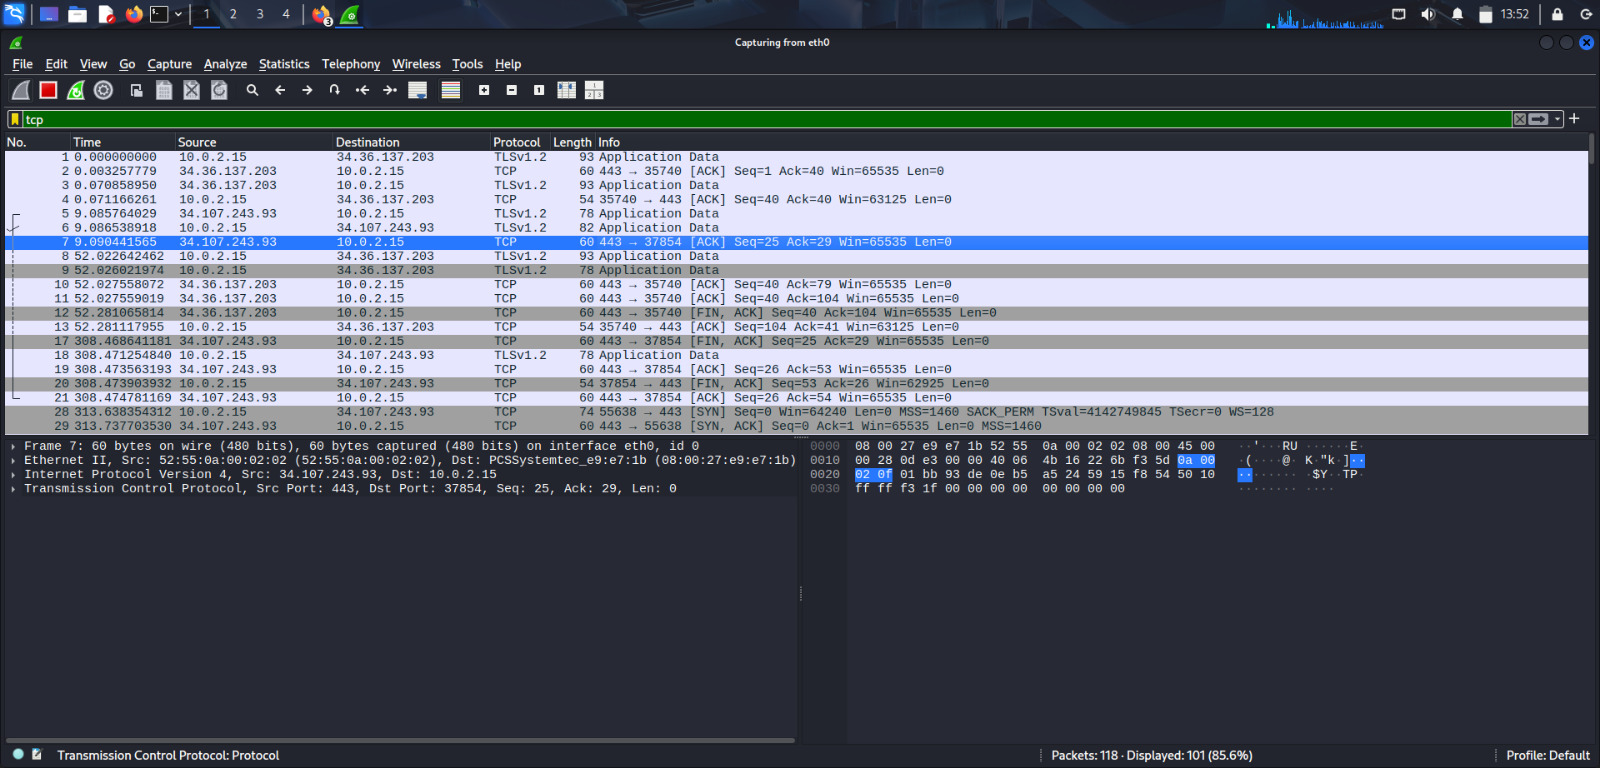 1 2 3 4 3 13:52
Capturing from eth0
File Edit View Go Capture Analyze Statistics Telephony Wireless Tools Help
tcp
No. Time Source Destination Protocol Length Info
1 0.000000000 10.0.2.15 34.36.137.203 TLSv1.2 93 Application Data
2 0.003257779 34.36.137.203 10.0.2.15 TCP 60 443 → 35740 [ACK] Seq=1 Ack=40 Win=65535 Len=0
3 0.070858950 34.36.137.203 10.0.2.15 TLSv1.2 93 Application Data
4 0.071166261 10.0.2.15 34.36.137.203 TCP 54 35740 → 443 [ACK] Seq=40 Ack=40 Win=63125 Len=0
5 9.085764029 34.107.243.93 10.0.2.15 TLSv1.2 78 Application Data
6 9.086538918 10.0.2.15 34.107.243.93 TLSv1.2 82 Application Data
7 9.090441565 34.107.243.93 10.0.2.15 TCP 60 443 → 37854 [ACK] Seq=25 Ack=29 Win=65535 Len=0
8 52.022642462 10.0.2.15 34.36.137.203 TLSv1.2 93 Application Data
9 52.026021974 10.0.2.15 34.36.137.203 TLSv1.2 78 Application Data
10 52.027558072 34.36.137.203 10.0.2.15 TCP 60 443 → 35740 [ACK] Seq=40 Ack=79 Win=65535 Len=0
11 52.027559019 34.36.137.203 10.0.2.15 TCP 60 443 → 35740 [ACK] Seq=40 Ack=104 Win=65535 Len=0
12 52.281065814 34.36.137.203 10.0.2.15 TCP 60 443 → 35740 [FIN, ACK] Seq=40 Ack=104 Win=65535 Len=0
13 52.281117955 10.0.2.15 34.36.137.203 TCP 54 35740 → 443 [ACK] Seq=104 Ack=41 Win=63125 Len=0
17 308.468641181 34.107.243.93 10.0.2.15 TCP 60 443 → 37854 [FIN, ACK] Seq=25 Ack=29 Win=65535 Len=0
18 308.471254840 10.0.2.15 34.107.243.93 TLSv1.2 78 Application Data
19 308.473563193 34.107.243.93 10.0.2.15 TCP 60 443 → 37854 [ACK] Seq=26 Ack=53 Win=65535 Len=0
20 308.473903932 10.0.2.15 34.107.243.93 TCP 54 37854 → 443 [FIN, ACK] Seq=53 Ack=26 Win=62925 Len=0
21 308.474781169 34.107.243.93 10.0.2.15 TCP 60 443 → 37854 [ACK] Seq=26 Ack=54 Win=65535 Len=0
28 313.638354312 10.0.2.15 34.107.243.93 TCP 74 55638 → 443 [SYN] Seq=0 Win=64240 Len=0 MSS=1460 SACK_PERM TSval=4142749845 TSecr=0 WS=128
29 313.737703530 34.107.243.93 10.0.2.15 TCP 60 443 → 55638 [SYN, ACK] Seq=0 Ack=1 Win=65535 Len=0 MSS=1460
Frame 7: 60 bytes on wire (480 bits), 60 bytes captured (480 bits) on interface eth0, id 0
Ethernet II, Src: 52:55:0a:00:02:02 (52:55:0a:00:02:02), Dst: PCSSystemtec_e9:e7:1b (08:00:27:e9:e7:1b)
Internet Protocol Version 4, Src: 34.107.243.93, Dst: 10.0.2.15
Transmission Control Protocol, Src Port: 443, Dst Port: 37854, Seq: 25, Ack: 29, Len: 0
0000 08 00 27 e9 e7 1b 52 55 0a 00 02 02 08 00 45 00 ··'···RU ······E·
0010 00 28 0d e3 00 00 40 06 4b 16 22 6b f3 5d 0a 00 ·(····@· K·"k·]··
0020 02 0f 01 bb 93 de 0e b5 a5 24 59 15 f8 54 50 10 ········ ·$Y··TP·
0030 ff ff f3 1f 00 00 00 00 00 00 00 00 ········ ····
Transmission Control Protocol: Protocol Packets: 118 · Displayed: 101 (85.6%) Profile: Default